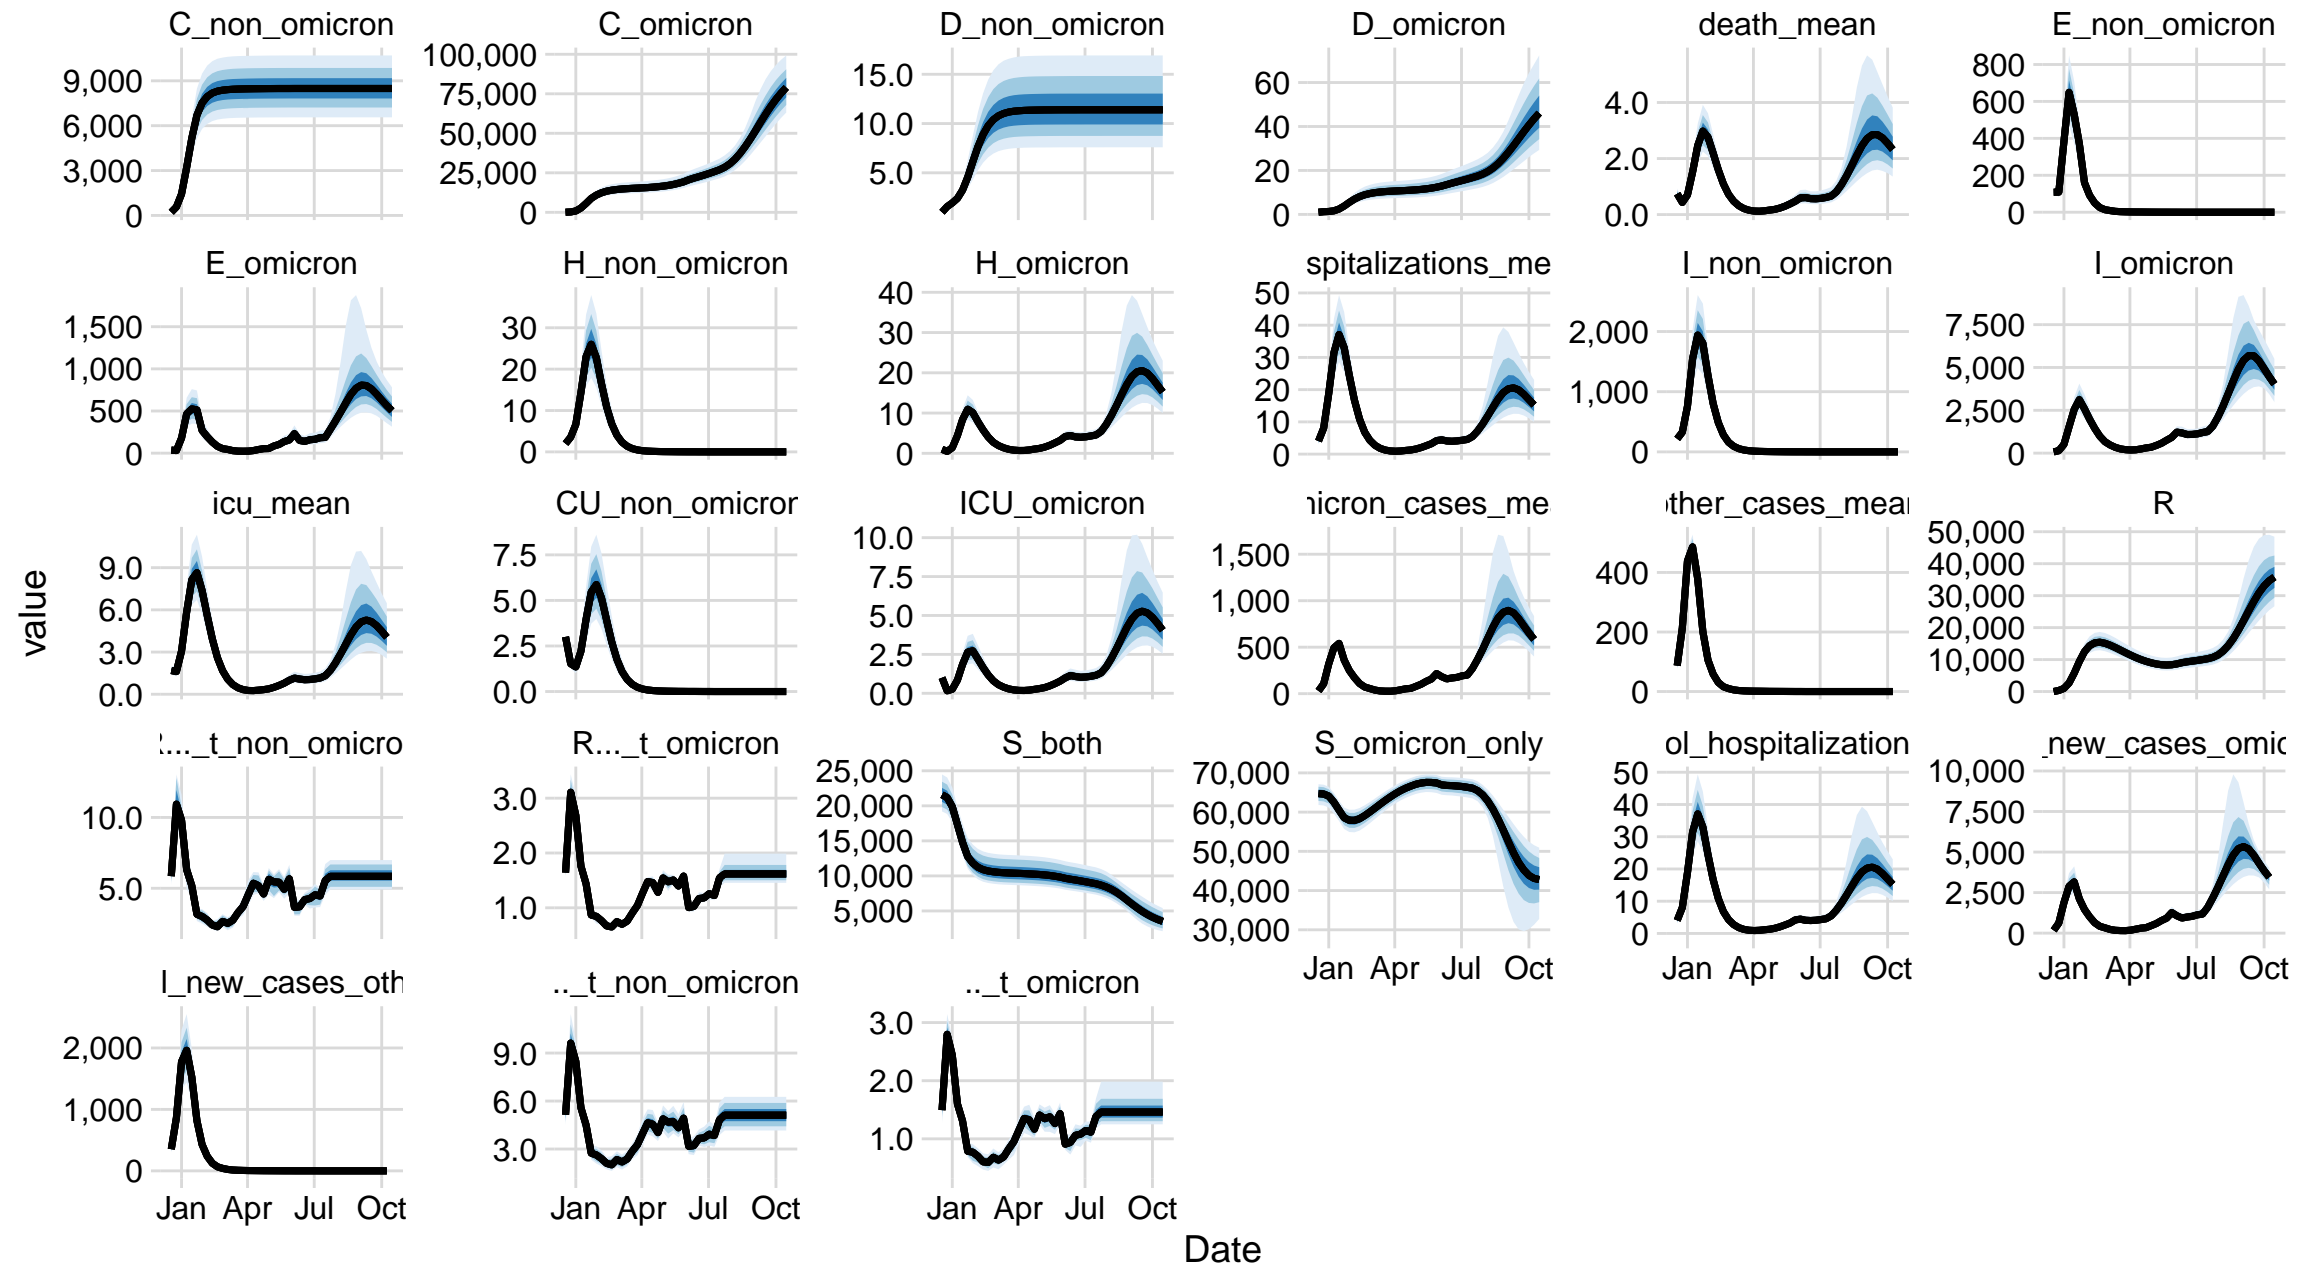 C_non_omicron C_omicron D_non_omicron D_omicron death_mean E_non_omicron
9,000 6,000 3,000 0
100,000 75,000 50,000 25,000 0
15.0 10.0 5.0
60 40 20 0
4.0 2.0 0.0
800 600 400 200 0
E_omicron H_non_omicron H_omicron spitalizations_me I_non_omicron I_omicron
1,500 1,000 500 0
30 20 10 0
40 30 20 10 0
50 40 30 20 10 0
2,000 1,000 0
7,500 5,000 2,500 0
icu_mean CU_non_omicron ICU_omicron nicron_cases_me other_cases_mean R
9.0 6.0 3.0 0.0
7.5 5.0 2.5 0.0
10.0 7.5 5.0 2.5 0.0
1,500 1,000 500 0
400 200 0
50,000 40,000 30,000 20,000 10,000 0
R..._t_non_omicro R..._t_omicron S_both S_omicron_only ol_hospitalization _new_cases_omic
10.0 5.0
3.0 2.0 1.0
25,000 20,000 15,000 10,000 5,000
70,000 60,000 50,000 40,000 30,000
50 40 30 20 10 0
10,000 7,500 5,000 2,500 0
Jan Apr Jul Oct Jan Apr Jul Oct Jan Apr Jul Oct
l_new_cases_oth .._t_non_omicron .._t_omicron
2,000 1,000 0
9.0 6.0 3.0
3.0 2.0 1.0
Jan Apr Jul Oct Jan Apr Jul Oct Jan Apr Jul Oct
value
Date